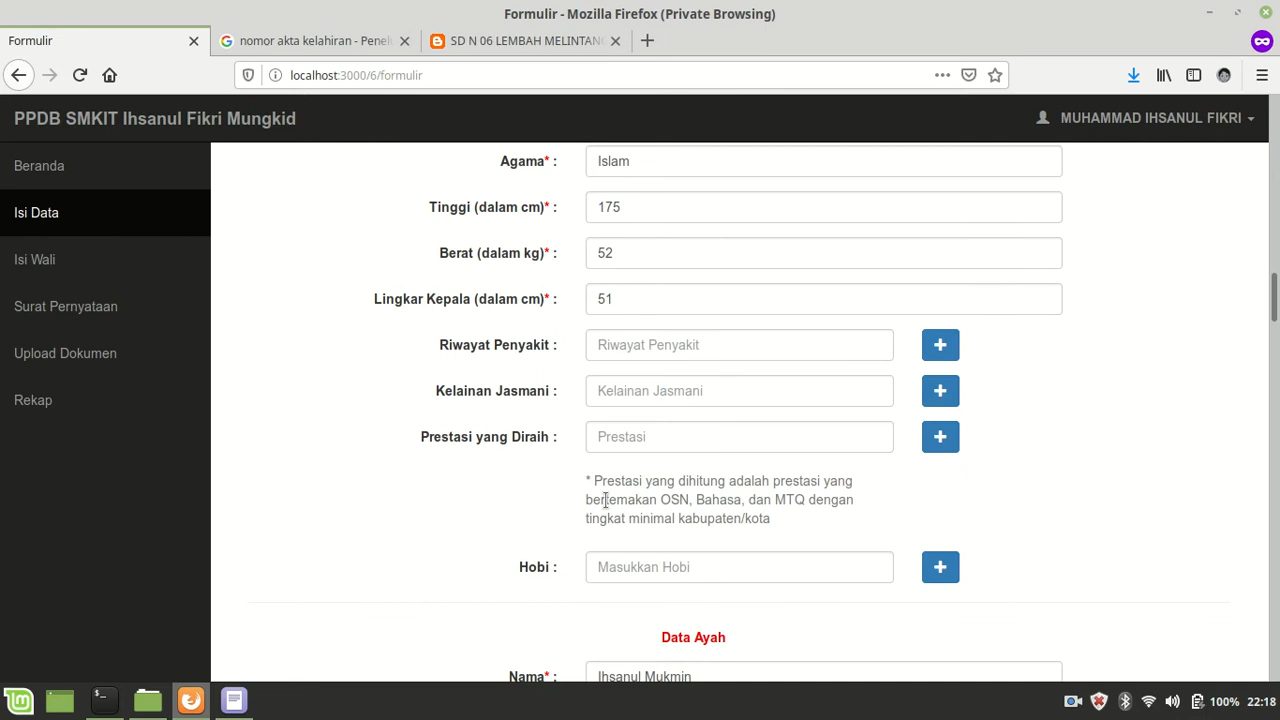 Formulir - Mozilla Firefox (Private Browsing)
Formulir
nomor akta kelahiran - Penel
SD N 06 LEMBAH MELINTANG
localhost:3000/6/formulir
PPDB SMKIT Ihsanul Fikri Mungkid
MUHAMMAD IHSANUL FIKRI
Beranda
Isi Data
Isi Wali
Surat Pernyataan
Upload Dokumen
Rekap
Agama* : Islam
Tinggi (dalam cm)* : 175
Berat (dalam kg)* : 52
Lingkar Kepala (dalam cm)* : 51
Riwayat Penyakit : Riwayat Penyakit
Kelainan Jasmani : Kelainan Jasmani
Prestasi yang Diraih : Prestasi
* Prestasi yang dihitung adalah prestasi yang
bertemakan OSN, Bahasa, dan MTQ dengan
tingkat minimal kabupaten/kota
Hobi : Masukkan Hobi
Data Ayah
Nama* : Ihsanul Mukmin
100% 22:18